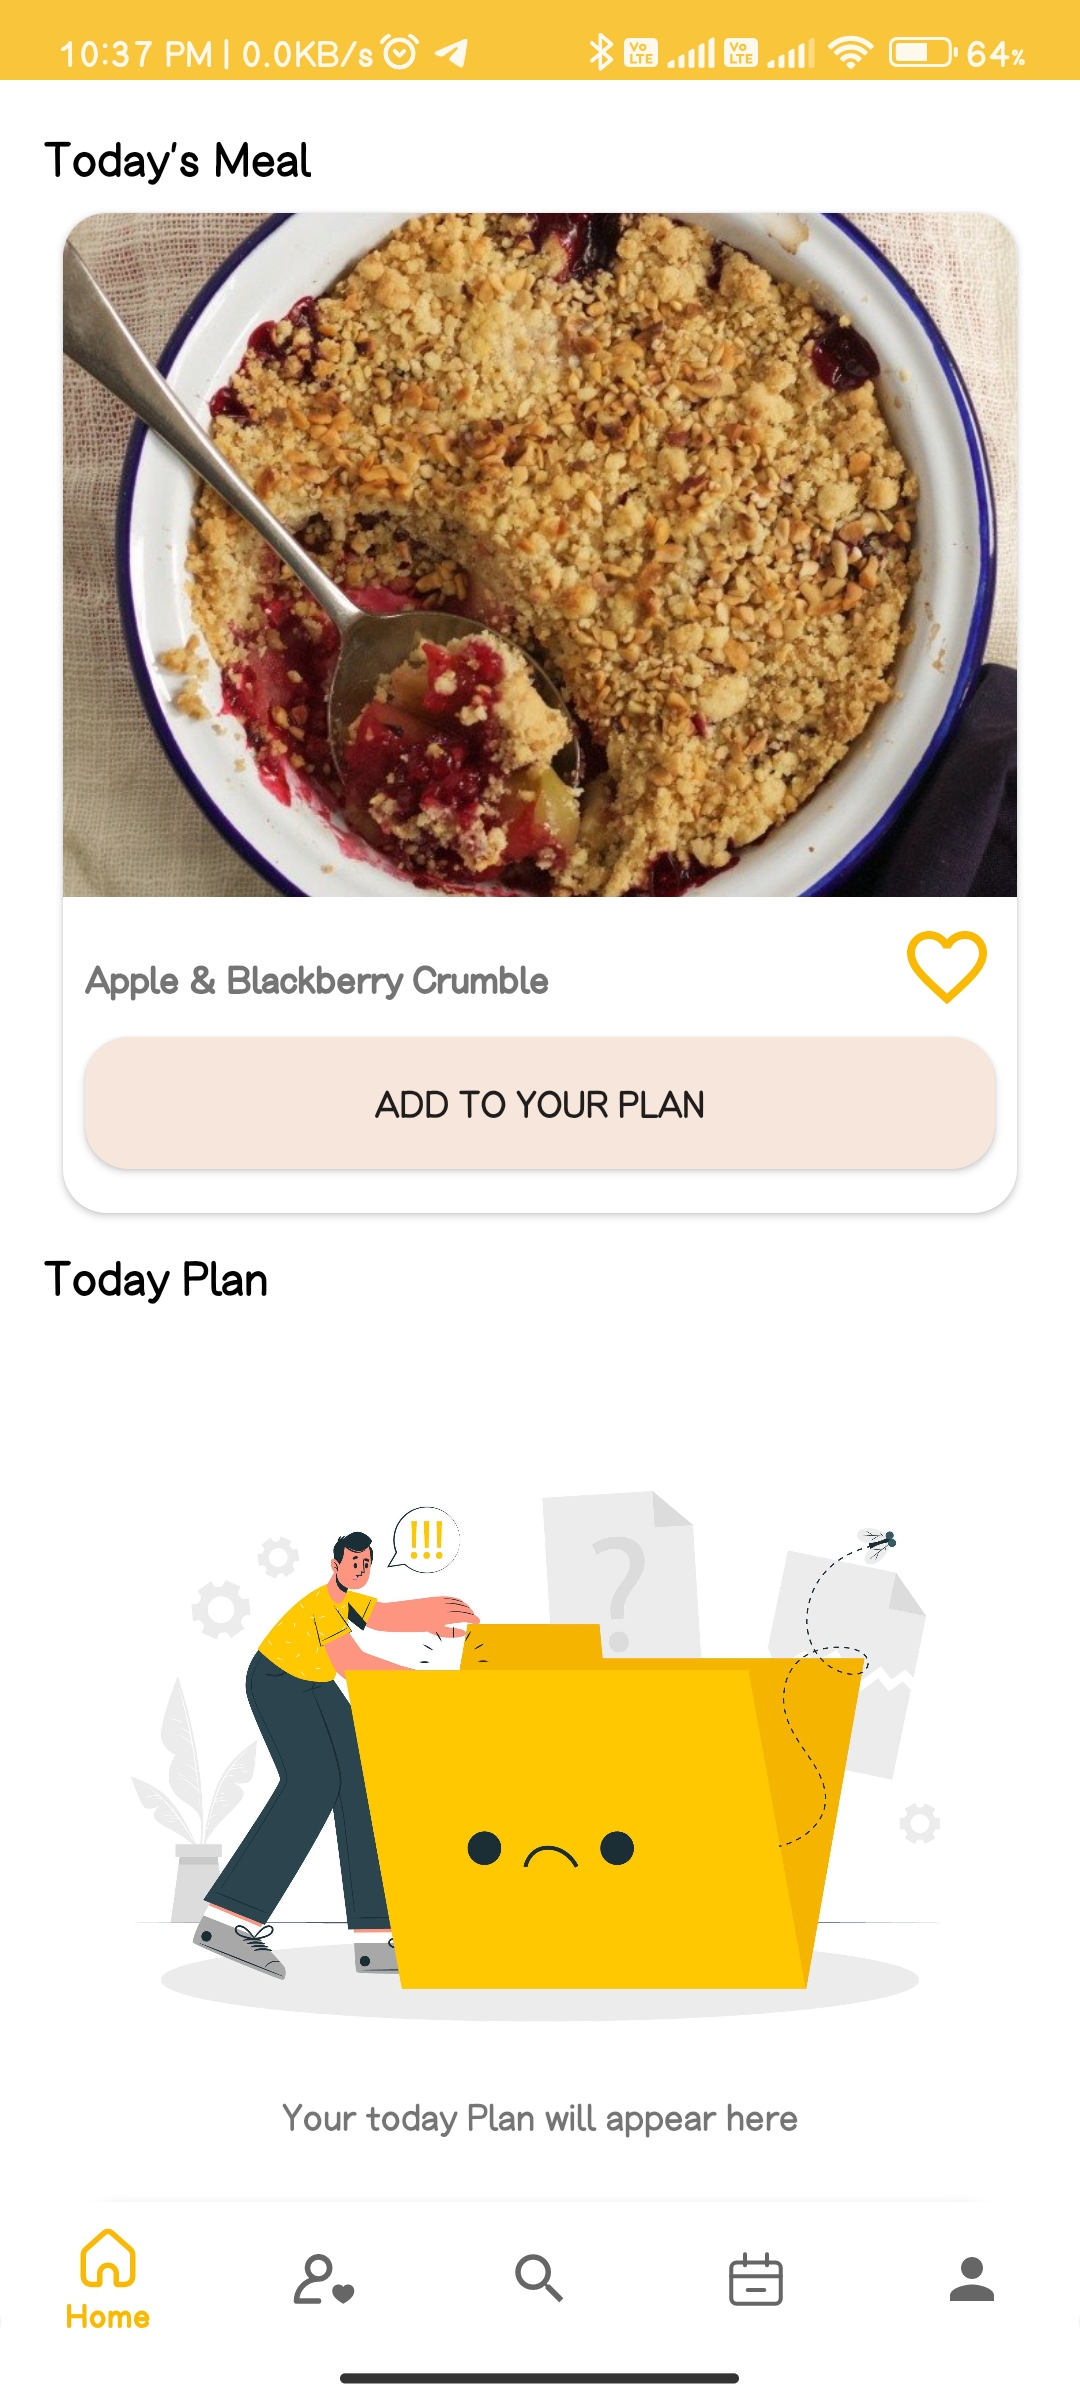 10:37 PM | 0.0KB/s Vo LTE Vo LTE 64%
Today's Meal
Apple & Blackberry Crumble
ADD TO YOUR PLAN
Today Plan
!!!
?
Your today Plan will appear here
Home